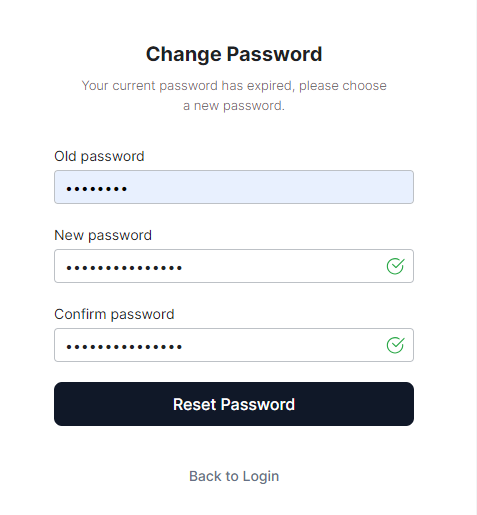 Change Password
Your current password has expired, please choose
a new password.
Old password
••••••••
New password
•••••••••••••••
Confirm password
•••••••••••••••
Reset Password
Back to Login